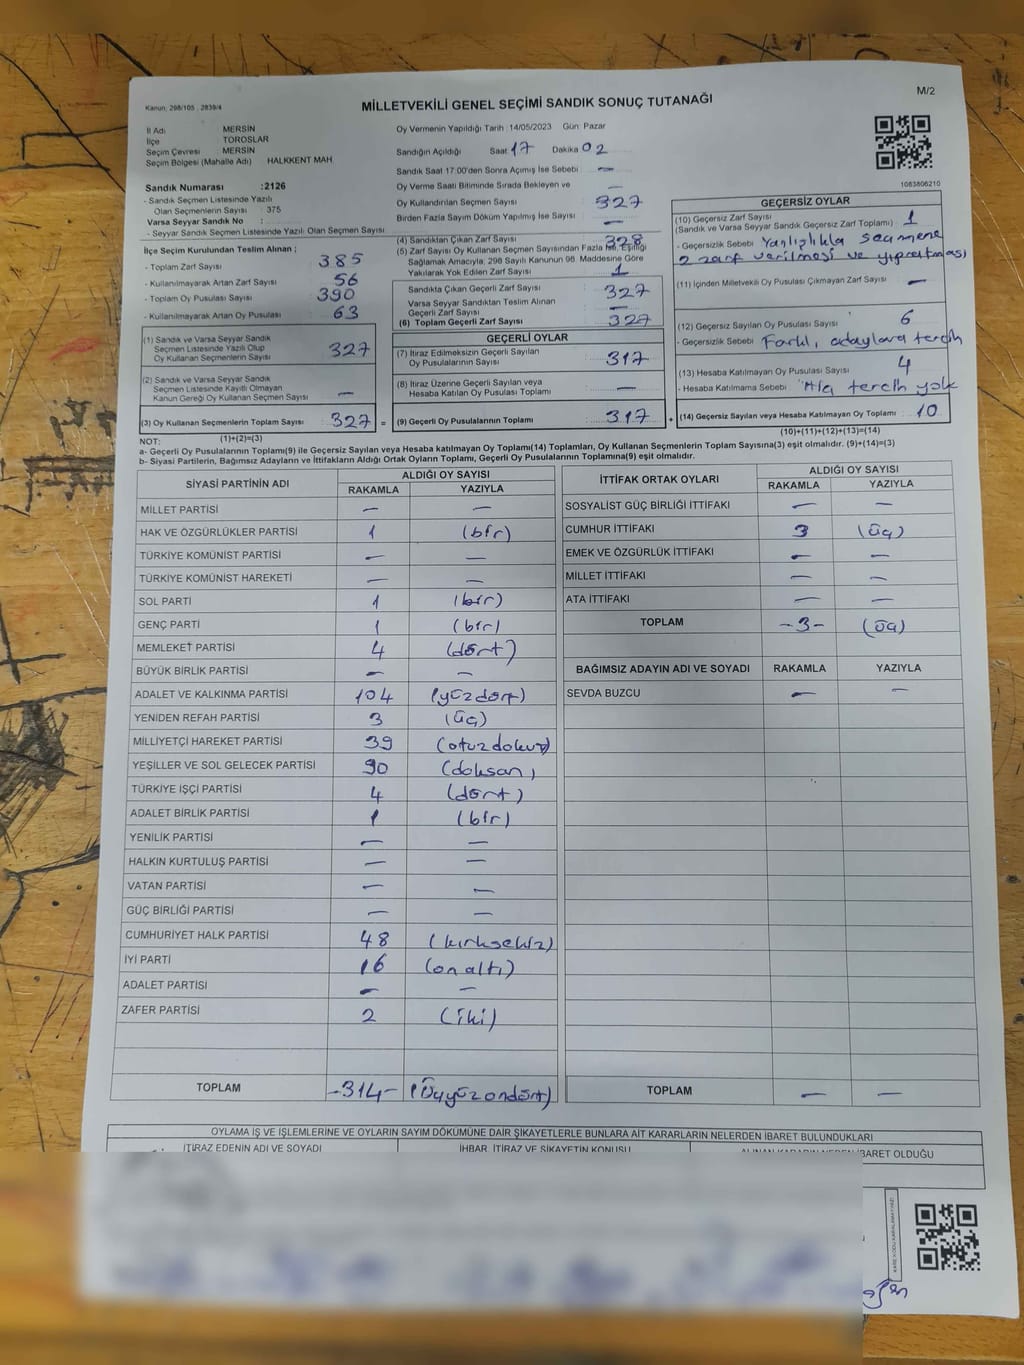 Kanun: 298/105 , 2839/4
MİLLETVEKİLİ GENEL SEÇİMİ SANDIK SONUÇ TUTANAĞI
M/2
İl Adı MERSİN
İlçe TOROSLAR
Seçim Çevresi MERSİN
Seçim Bölgesi (Mahalle Adı) HALKKENT MAH.
Sandık Numarası :2126
- Sandık Seçmen Listesinde Yazılı
Olan Seçmenlerin Sayısı : 375
Varsa Seyyar Sandık No :
- Seyyar Sandık Seçmen Listesinde Yazılı Olan Seçmen Sayısı
Oy Vermenin Yapıldığı Tarih :14/05/2023 Gün: Pazar
Sandığın Açıldığı Saat 17 Dakika 02
Sandık Saat 17:00'den Sonra Açımış İse Sebebi —
Oy Verme Saati Bitiminde Sırada Bekleyen ve —
Oy Kullandırılan Seçmen Sayısı 327
Birden Fazla Sayım Döküm Yapılmış İse Sayısı —
1083806210
İlçe Seçim Kurulundan Teslim Alınan ;
- Toplam Zarf Sayısı 385
- Kullanılmayarak Artan Zarf Sayısı 56
- Toplam Oy Pusulası Sayısı 390
- Kullanılmayarak Artan Oy Pusulası 63
(4) Sandıktan Çıkan Zarf Sayısı 328
(5) Zarf Sayısı Oy Kullanan Seçmen Sayısından Fazla İse, Eşitliği
Sağlamak Amacıyla, 298 Sayılı Kanunun 98. Maddesine Göre
Yakılarak Yok Edilen Zarf Sayısı 1
Sandıkta Çıkan Geçerli Zarf Sayısı 327
Varsa Seyyar Sandıktan Teslim Alınan
Geçerli Zarf Sayısı —
(6) Toplam Geçerli Zarf Sayısı 327
GEÇERSİZ OYLAR
(10) Geçersiz Zarf Sayısı 1
(Sandık ve Varsa Seyyar Sandık Geçersiz Zarf Toplamı)
- Geçersizlik Sebebi Yanlışlıkla seçmene
2 zarf verilmesi ve yıpratması
(11) İçinden Milletvekili Oy Pusulası Çıkmayan Zarf Sayısı —
(12) Geçersiz Sayılan Oy Pusulası Sayısı 6
- Geçersizlik Sebebi Farklı, adaylara tercih
(13) Hesaba Katılmayan Oy Pusulası Sayısı 4
- Hesaba Katılmama Sebebi Hiç tercih yok
(14) Geçersiz Sayılan veya Hesaba Katılmayan Oy Toplamı 10
(10)+(11)+(12)+(13)=(14)
(1) Sandık ve Varsa Seyyar Sandık
Seçmen Listesinde Yazılı Olup
Oy Kullanan Seçmenlerin Sayısı 327
(2) Sandık ve Varsa Seyyar Sandık
Seçmen Listesinde Kayıtlı Olmayan
Kanun Gereği Oy Kullanan Seçmen Sayısı —
(3) Oy Kullanan Seçmenlerin Toplam Sayısı 327 =
(1)+(2)=(3)
GEÇERLİ OYLAR
(7) İtiraz Edilmeksizin Geçerli Sayılan
Oy Pusulalarının Sayısı 317
(8) İtiraz Üzerine Geçerli Sayılan veya
Hesaba Katılan Oy Pusulası Toplamı —
(9) Geçerli Oy Pusulalarının Toplamı 317 +
NOT:
a- Geçerli Oy Pusulalarının Toplamı(9) ile Geçersiz Sayılan veya Hesaba katılmayan Oy Toplamı(14) Toplamları, Oy Kullanan Seçmenlerin Toplam Sayısına(3) eşit olmalıdır. (9)+(14)=(3)
b- Siyasi Partilerin, Bağımsız Adayların ve İttifakların Aldığı Ortak Oyların Toplamı, Geçerli Oy Pusulalarının Toplamına(9) eşit olmalıdır.
SİYASİ PARTİNİN ADI ALDIĞI OY SAYISI
RAKAMLA YAZIYLA
MİLLET PARTİSİ — —
HAK VE ÖZGÜRLÜKLER PARTİSİ 1 (bir)
TÜRKİYE KOMÜNİST PARTİSİ — —
TÜRKİYE KOMÜNİST HAREKETİ — —
SOL PARTİ 1 (bir)
GENÇ PARTİ 1 (bir)
MEMLEKET PARTİSİ 4 (dört)
BÜYÜK BİRLİK PARTİSİ — —
ADALET VE KALKINMA PARTİSİ 104 (yüzdört)
YENİDEN REFAH PARTİSİ 3 (üç)
MİLLİYETÇİ HAREKET PARTİSİ 39 (otuzdokuz)
YEŞİLLER VE SOL GELECEK PARTİSİ 90 (doksan)
TÜRKİYE İŞÇİ PARTİSİ 4 (dört)
ADALET BİRLİK PARTİSİ 1 (bir)
YENİLİK PARTİSİ — —
HALKIN KURTULUŞ PARTİSİ — —
VATAN PARTİSİ — —
GÜÇ BİRLİĞİ PARTİSİ — —
CUMHURİYET HALK PARTİSİ 48 (kırksekiz)
İYİ PARTİ 16 (onaltı)
ADALET PARTİSİ — —
ZAFER PARTİSİ 2 (iki)
TOPLAM -314- (Üçyüzondört)
İTTİFAK ORTAK OYLARI ALDIĞI OY SAYISI
RAKAMLA YAZIYLA
SOSYALİST GÜÇ BİRLİĞİ İTTİFAKI — —
CUMHUR İTTİFAKI 3 (üç)
EMEK VE ÖZGÜRLÜK İTTİFAKI — —
MİLLET İTTİFAKI — —
ATA İTTİFAKI — —
TOPLAM -3- (üç)
BAĞIMSIZ ADAYIN ADI VE SOYADI RAKAMLA YAZIYLA
SEVDA BUZCU — —
TOPLAM — —
OYLAMA İŞ VE İŞLEMLERİNE VE OYLARIN SAYIM DÖKÜMÜNE DAİR ŞİKAYETLERLE BUNLARA AİT KARARLARIN NELERDEN İBARET BULUNDUKLARI
İTİRAZ EDENİN ADI VE SOYADI İHBAR, İTİRAZ VE ŞİKAYETİN KONUSU ALINAN KARARIN NEDEN İBARET OLDUĞU